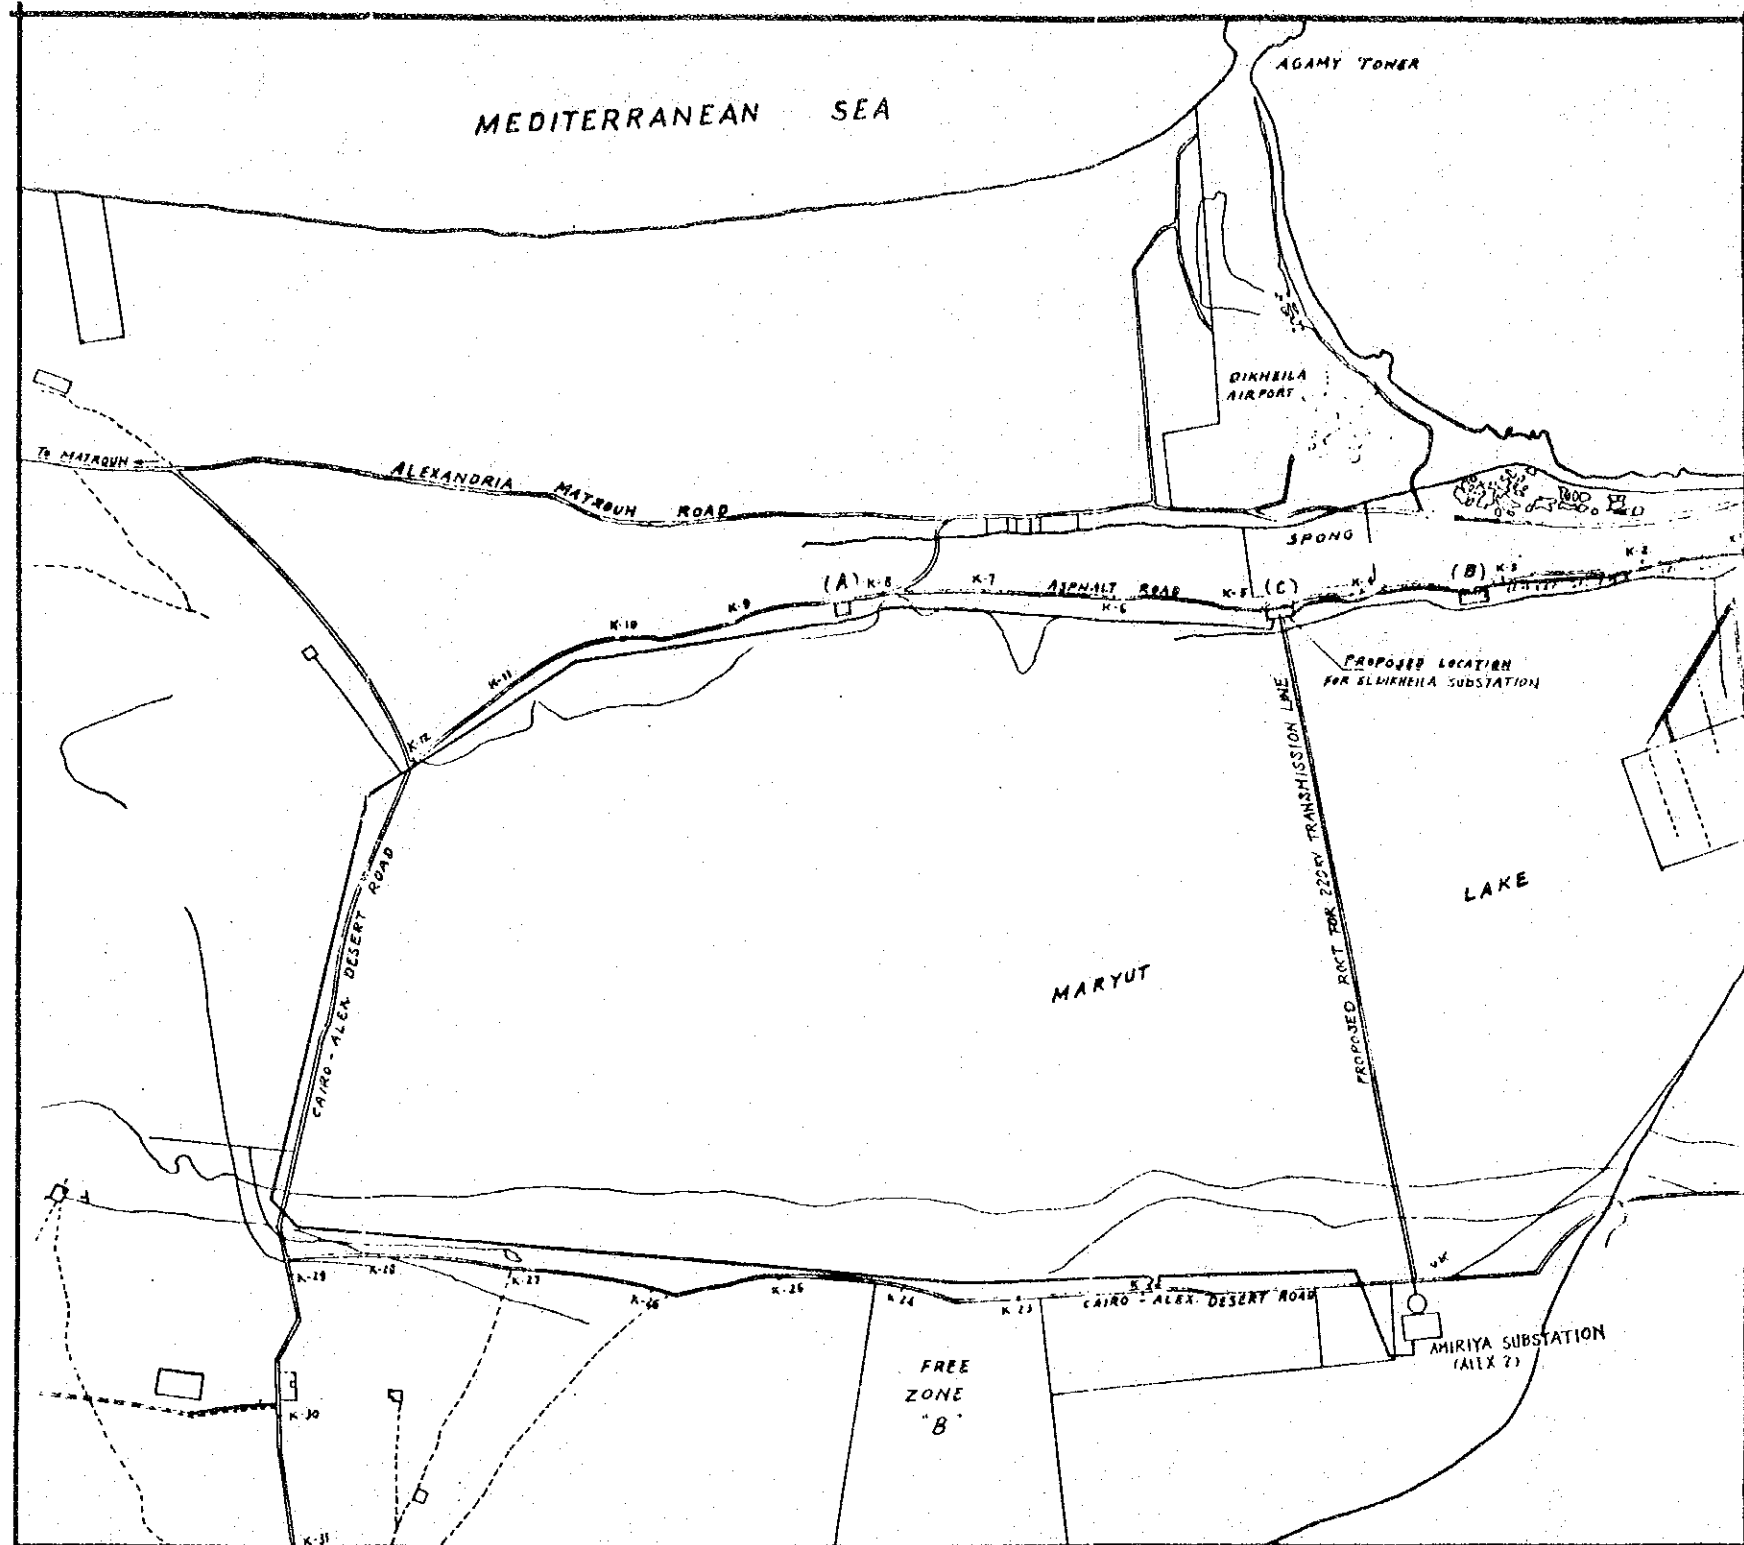 AGAMY TOWER
MEDITERRANEAN SEA
DIKHEILA
AIRPORT
To MATROUH
ALEXANDRIA MATROUH ROAD
SPONG
K-2
(A) K-8
K-7
ASPHALT ROAD
K-5
(C)
K-4
(B)
K-3
K-9
K-6
K-10
K-11
PROPOSED LOCATION
FOR ELDIKHEILA SUBSTATION
K-12
CAIRO - ALEX DESERT ROAD
PROPOSED ROCT FOR 220KV TRANSMISSION LINE
LAKE
MARYUT
K-29
K-28
K-27
K-26
K-25
K-24
K-23
CAIRO - ALEX. DESERT ROAD
AMIRIYA SUBSTATION
(ALEX 2)
FREE
ZONE
"B"
K-30
K-31